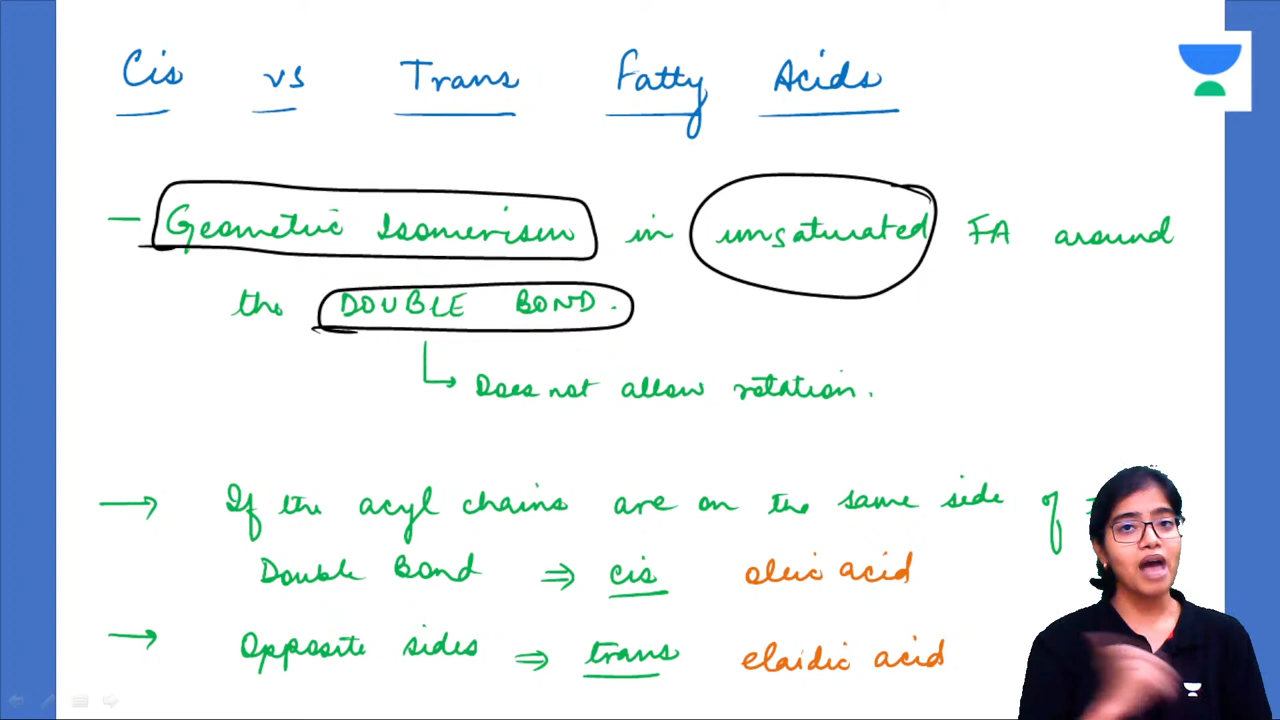 Cis vs Trans Fatty Acids
- Geometric Isomerism in unsaturated FA around
the DOUBLE BOND.
Does not allow rotation.
→ If the acyl chains are on the same side of
Double Bond ⇒ cis oleic acid
→ Opposite sides ⇒ trans elaidic acid